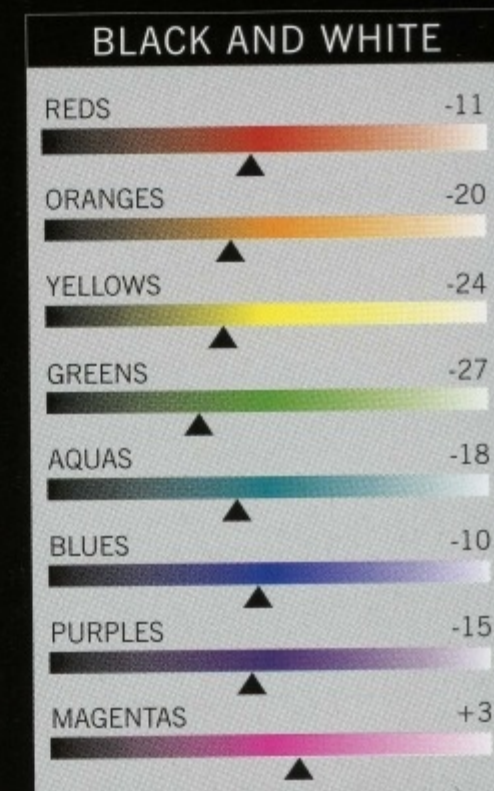 BLACK AND WHITE
REDS -11
ORANGES -20
YELLOWS -24
GREENS -27
AQUAS -18
BLUES -10
PURPLES -15
MAGENTAS +3